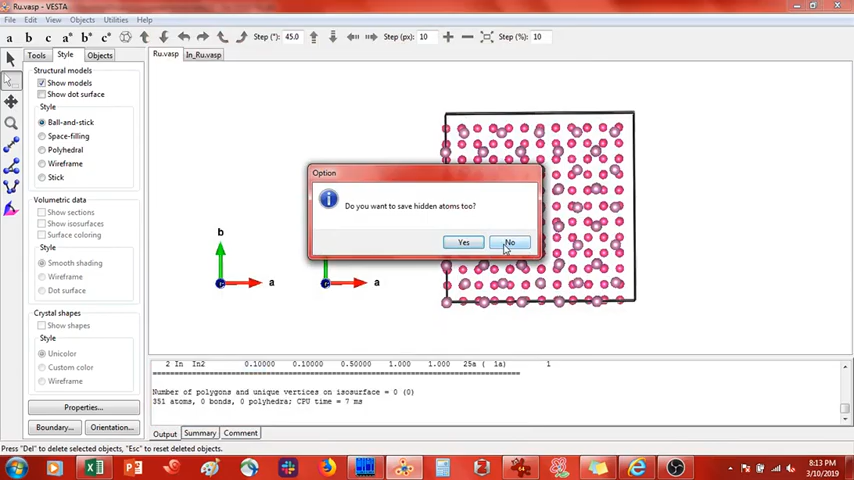 Ru.vasp - VESTA
File Edit View Objects Utilities Help
a b c a* b* c* Step (°): 45.0 Step (px): 10 Step (%): 10
Tools Style Objects
Ru.vasp In_Ru.vasp
Structural models
Show models
Show dot surface
Style
Ball-and-stick
Space-filling
Polyhedral
Wireframe
Stick
Volumetric data
Show sections
Show isosurfaces
Surface coloring
Style
Smooth shading
Wireframe
Dot surface
Crystal shapes
Show shapes
Style
Unicolor
Custom color
Wireframe
Properties...
Boundary... Orientation...
Option
Do you want to save hidden atoms too?
Yes No
b
a a
2 In In2 0.10000 0.10000 0.50000 1.000 1.000 25a ( 1a) 1
Number of polygons and unique vertices on isosurface = 0 (0)
351 atoms, 0 bonds, 0 polyhedra; CPU time = 7 ms
Output Summary Comment
Press "Del" to delete selected objects, "Esc" to reset deleted objects.
8:13 PM
3/10/2019